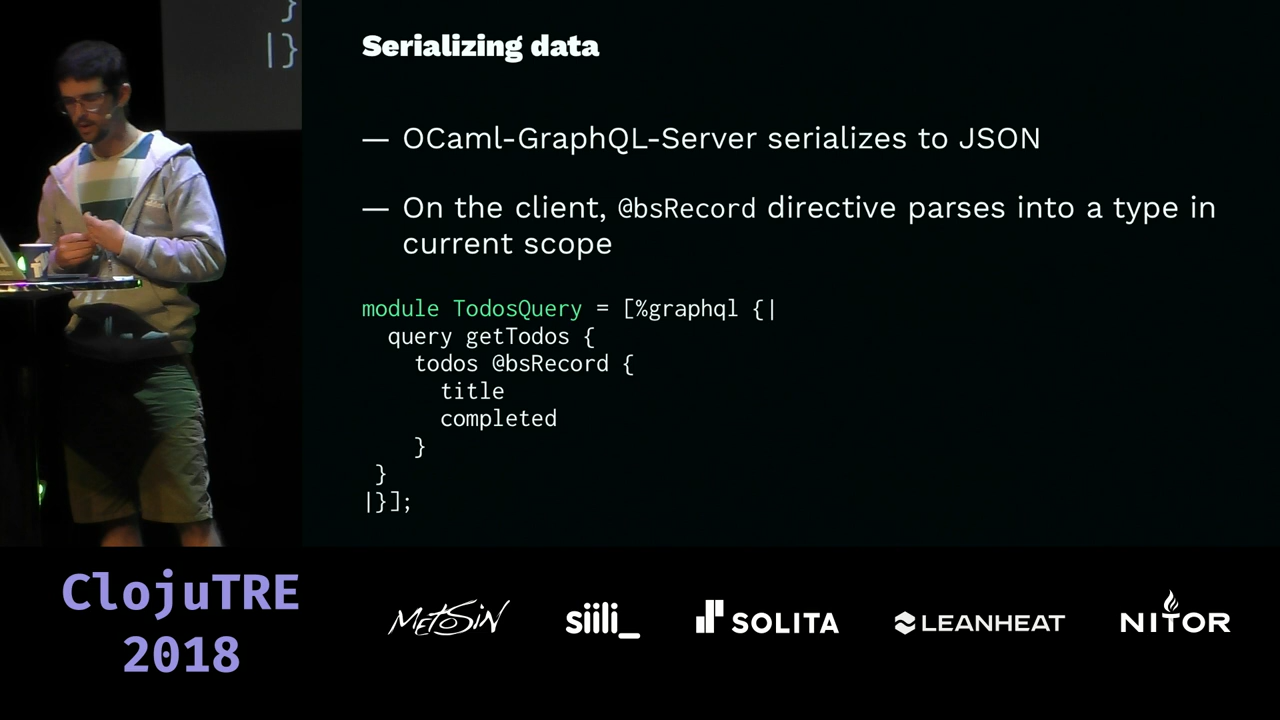 }
|}
Serializing data
— OCaml-GraphQL-Server serializes to JSON
— On the client, @bsRecord directive parses into a type in
current scope
module TodosQuery = [%graphql {|
query getTodos {
todos @bsRecord {
title
completed
}
}
|}];
ClojuTRE
2018
METOSIN
siili_
SOLITA
LEANHEAT
NITOR